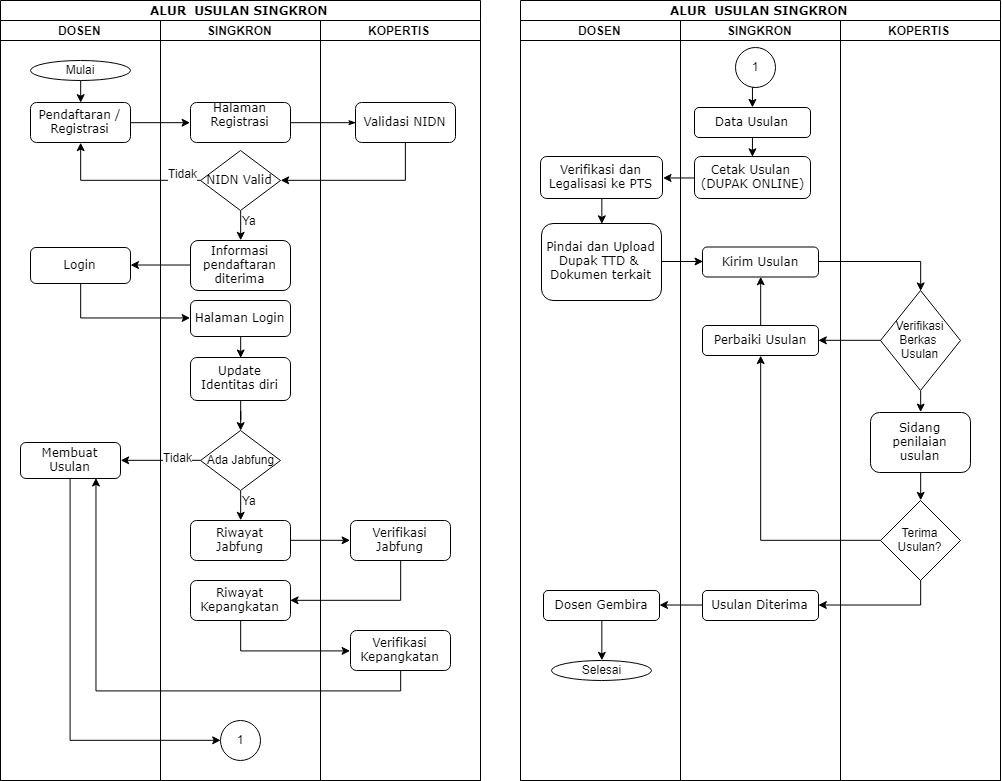 ALUR USULAN SINGKRON
DOSEN
SINGKRON
KOPERTIS
Mulai
Pendaftaran /
Registrasi
Halaman
Registrasi
Validasi NIDN
Tidak
NIDN Valid
Ya
Informasi
pendaftaran
diterima
Login
Halaman Login
Update
Identitas diri
Membuat
Usulan
Tidak
Ada Jabfung
Ya
Riwayat
Jabfung
Verifikasi
Jabfung
Riwayat
Kepangkatan
Verifikasi
Kepangkatan
1
ALUR USULAN SINGKRON
DOSEN
SINGKRON
KOPERTIS
1
Data Usulan
Cetak Usulan
(DUPAK ONLINE)
Verifikasi dan
Legalisasi ke PTS
Pindai dan Upload
Dupak TTD &
Dokumen terkait
Kirim Usulan
Verifikasi
Berkas
Usulan
Perbaiki Usulan
Sidang
penilaian
usulan
Terima
Usulan?
Usulan Diterima
Dosen Gembira
Selesai